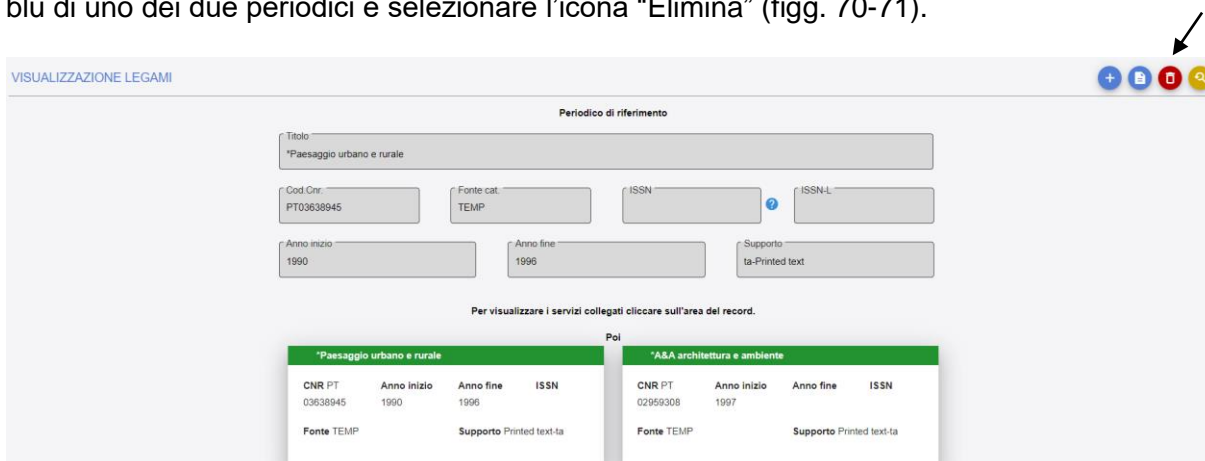 blu di uno dei due periodici e selezionare l'icona “Elimina” (figg. 70-71).
VISUALIZZAZIONE LEGAMI
Periodico di riferimento
Titolo
*Paesaggio urbano e rurale
Cod.Cnr. Fonte cat. ISSN ISSN-L
PT03638945 TEMP ?
Anno inizio Anno fine Supporto
1990 1996 ta-Printed text
Per visualizzare i servizi collegati cliccare sull'area del record.
Poi
*Paesaggio urbano e rurale *A&A architettura e ambiente
CNR PT Anno inizio Anno fine ISSN CNR PT Anno inizio Anno fine ISSN
03638945 1990 1996 02959308 1997
Fonte TEMP Supporto Printed text-ta Fonte TEMP Supporto Printed text-ta